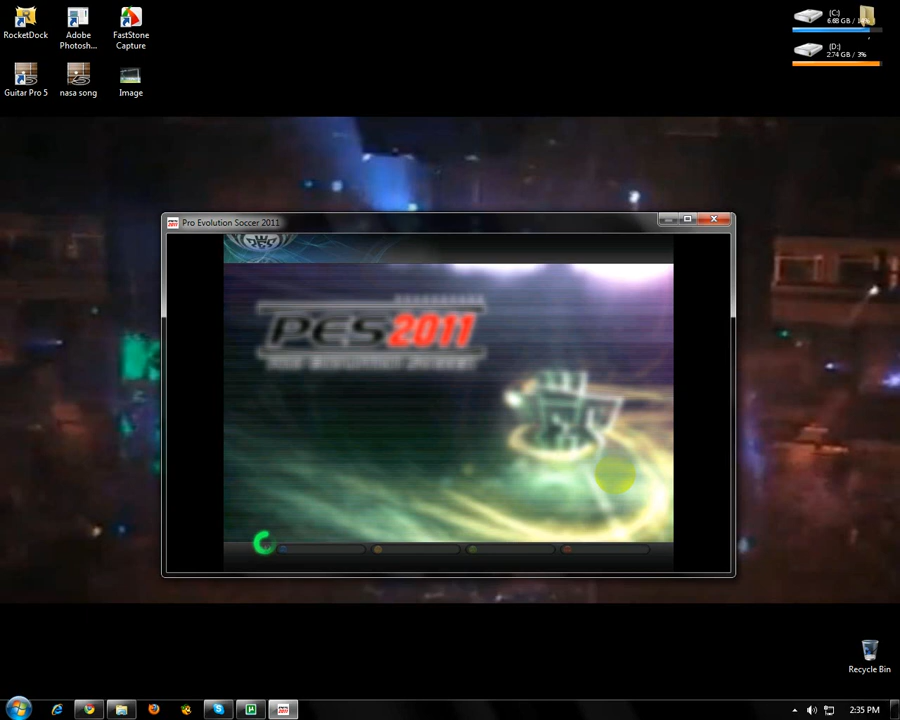 RocketDock
Adobe
Photosh...
FastStone
Capture
Guitar Pro 5
nasa song
Image
(C:)
(D:)
2.74 GB / 3%
Pro Evolution Soccer 2011
PES2011
Recycle Bin
2:35 PM